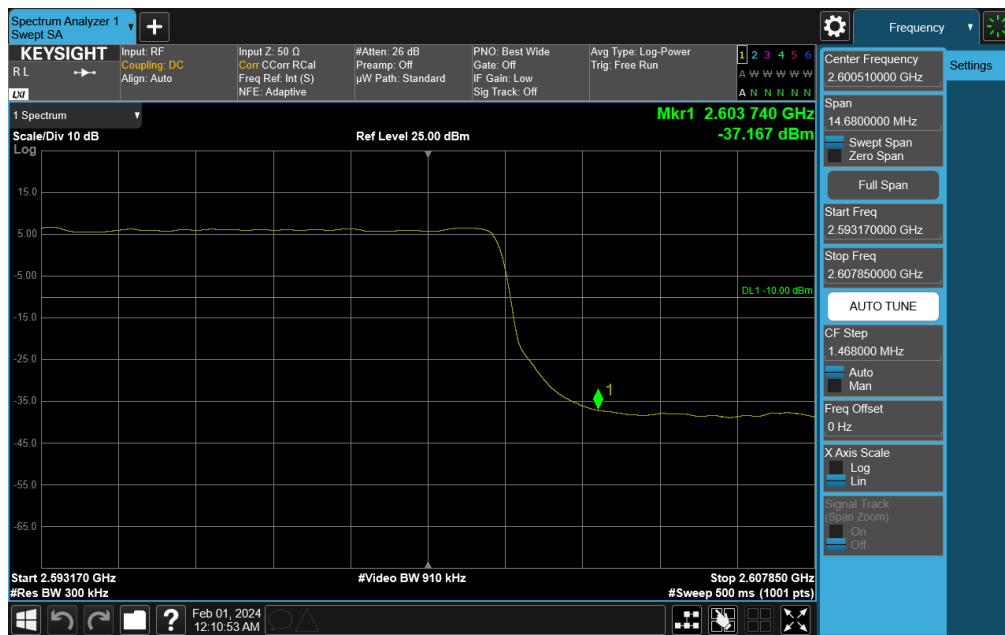 Spectrum Analyzer 1
Swept SA
+
Frequency
KEYSIGHT
R L
LXI
Input: RF
Coupling: DC
Align: Auto
Input Z: 50 Ω
Corr CCorr RCal
Freq Ref: Int (S)
NFE: Adaptive
#Atten: 26 dB
Preamp: Off
µW Path: Standard
PNO: Best Wide
Gate: Off
IF Gain: Low
Sig Track: Off
Avg Type: Log-Power
Trig: Free Run
1 2 3 4 5 6
A W W W W W
A N N N N N
1 Spectrum
Mkr1 2.603 740 GHz
Scale/Div 10 dB
Ref Level 25.00 dBm
-37.167 dBm
Log
15.0
5.00
-5.00
DL1 -10.00 dBm
-15.0
-25.0
-35.0
1
-45.0
-55.0
-65.0
Start 2.593170 GHz
#Video BW 910 kHz
Stop 2.607850 GHz
#Res BW 300 kHz
#Sweep 500 ms (1001 pts)
?
Feb 01, 2024
12:10:53 AM
Center Frequency
2.600510000 GHz
Settings
Span
14.6800000 MHz
Swept Span
Zero Span
Full Span
Start Freq
2.593170000 GHz
Stop Freq
2.607850000 GHz
AUTO TUNE
CF Step
1.468000 MHz
Auto
Man
Freq Offset
0 Hz
X Axis Scale
Log
Lin
Signal Track
(Span Zoom)
On
Off